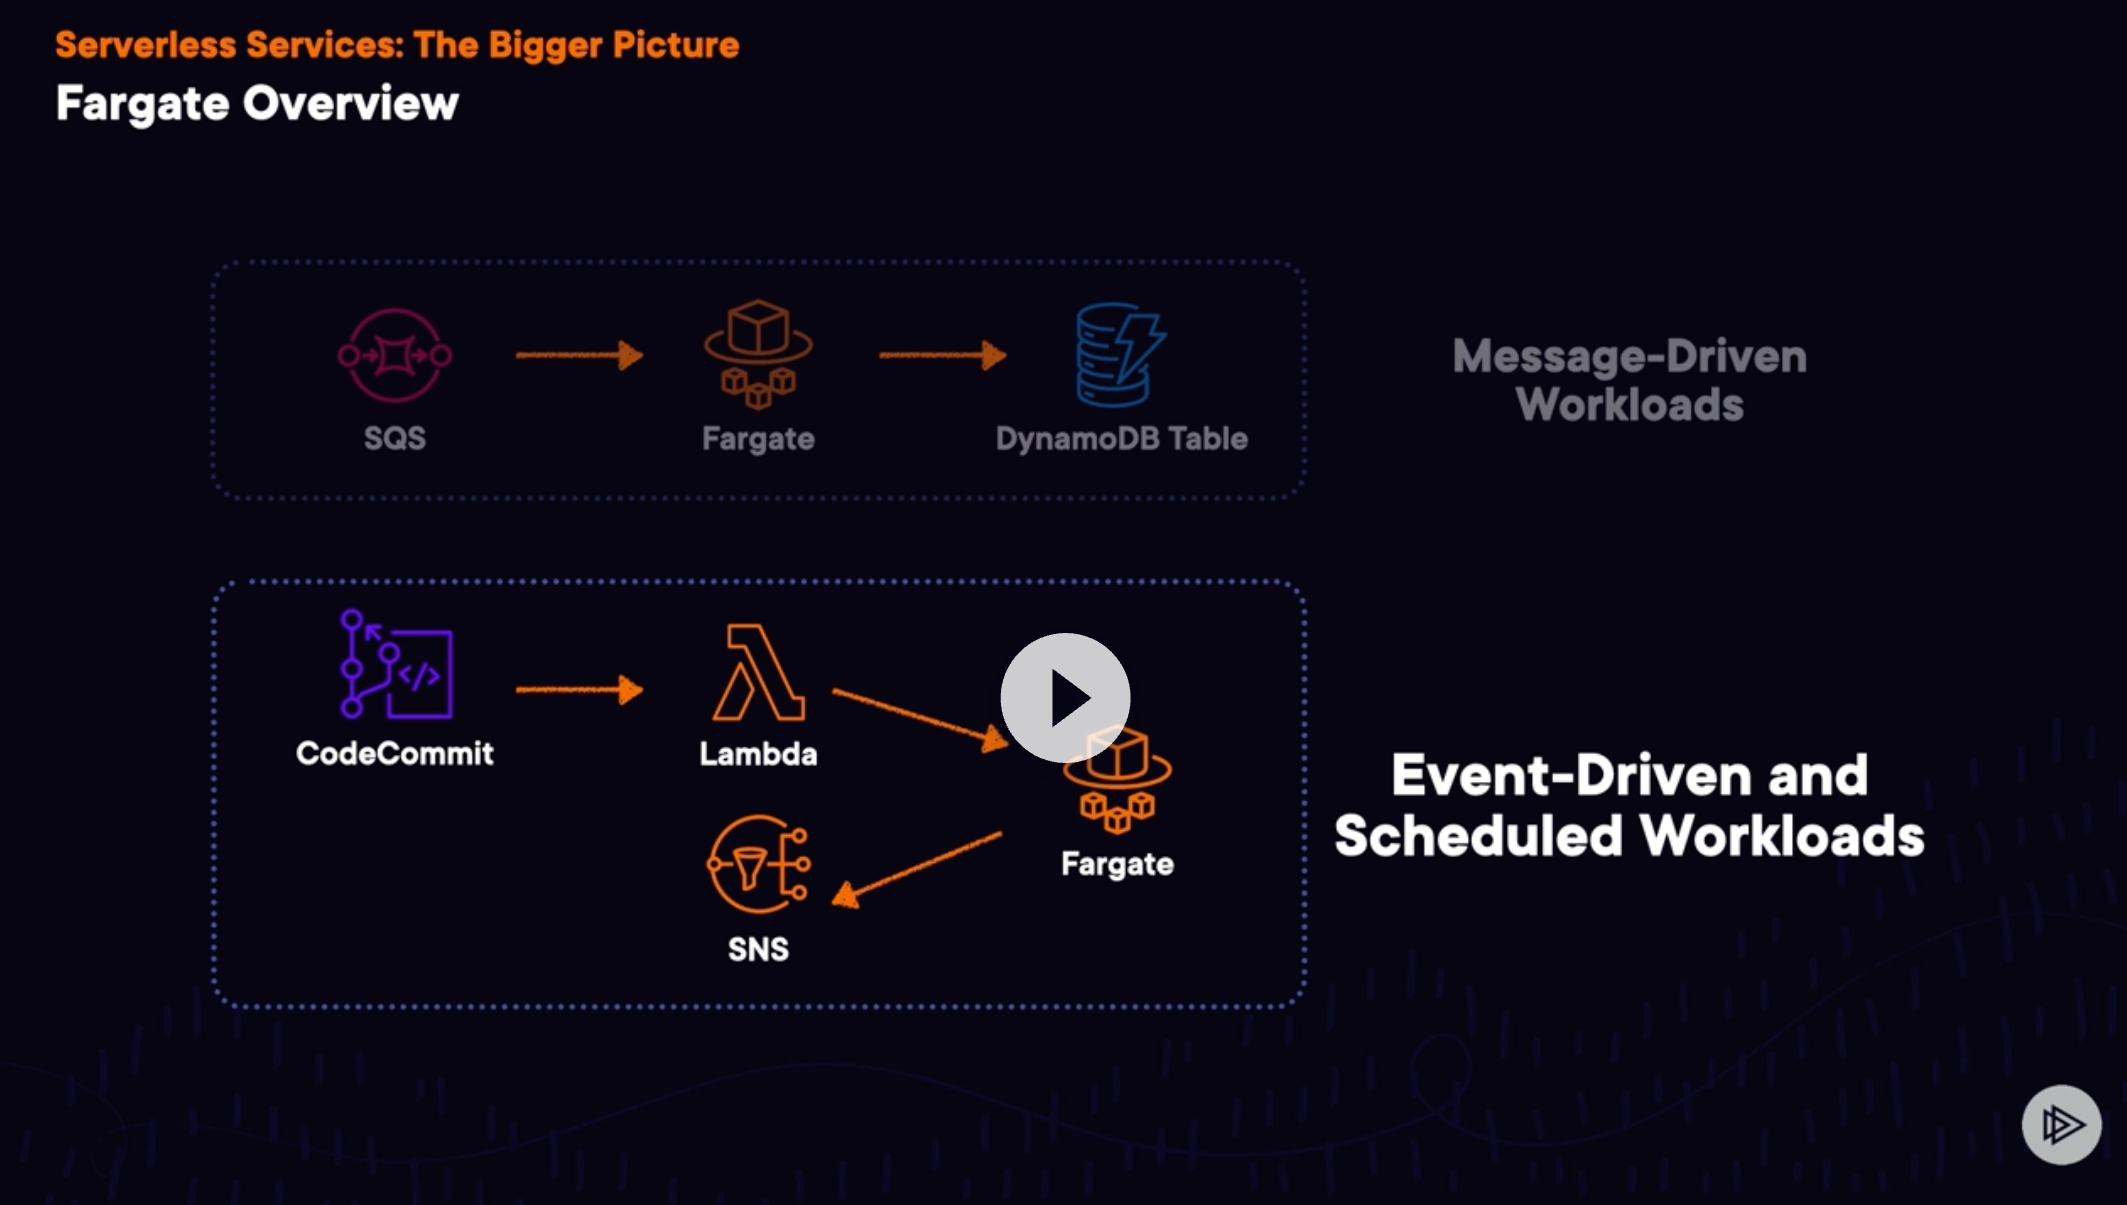 Serverless Services: The Bigger Picture
Fargate Overview
SQS
Fargate
DynamoDB Table
Message-Driven
Workloads
CodeCommit
Lambda
Fargate
SNS
Event-Driven and
Scheduled Workloads